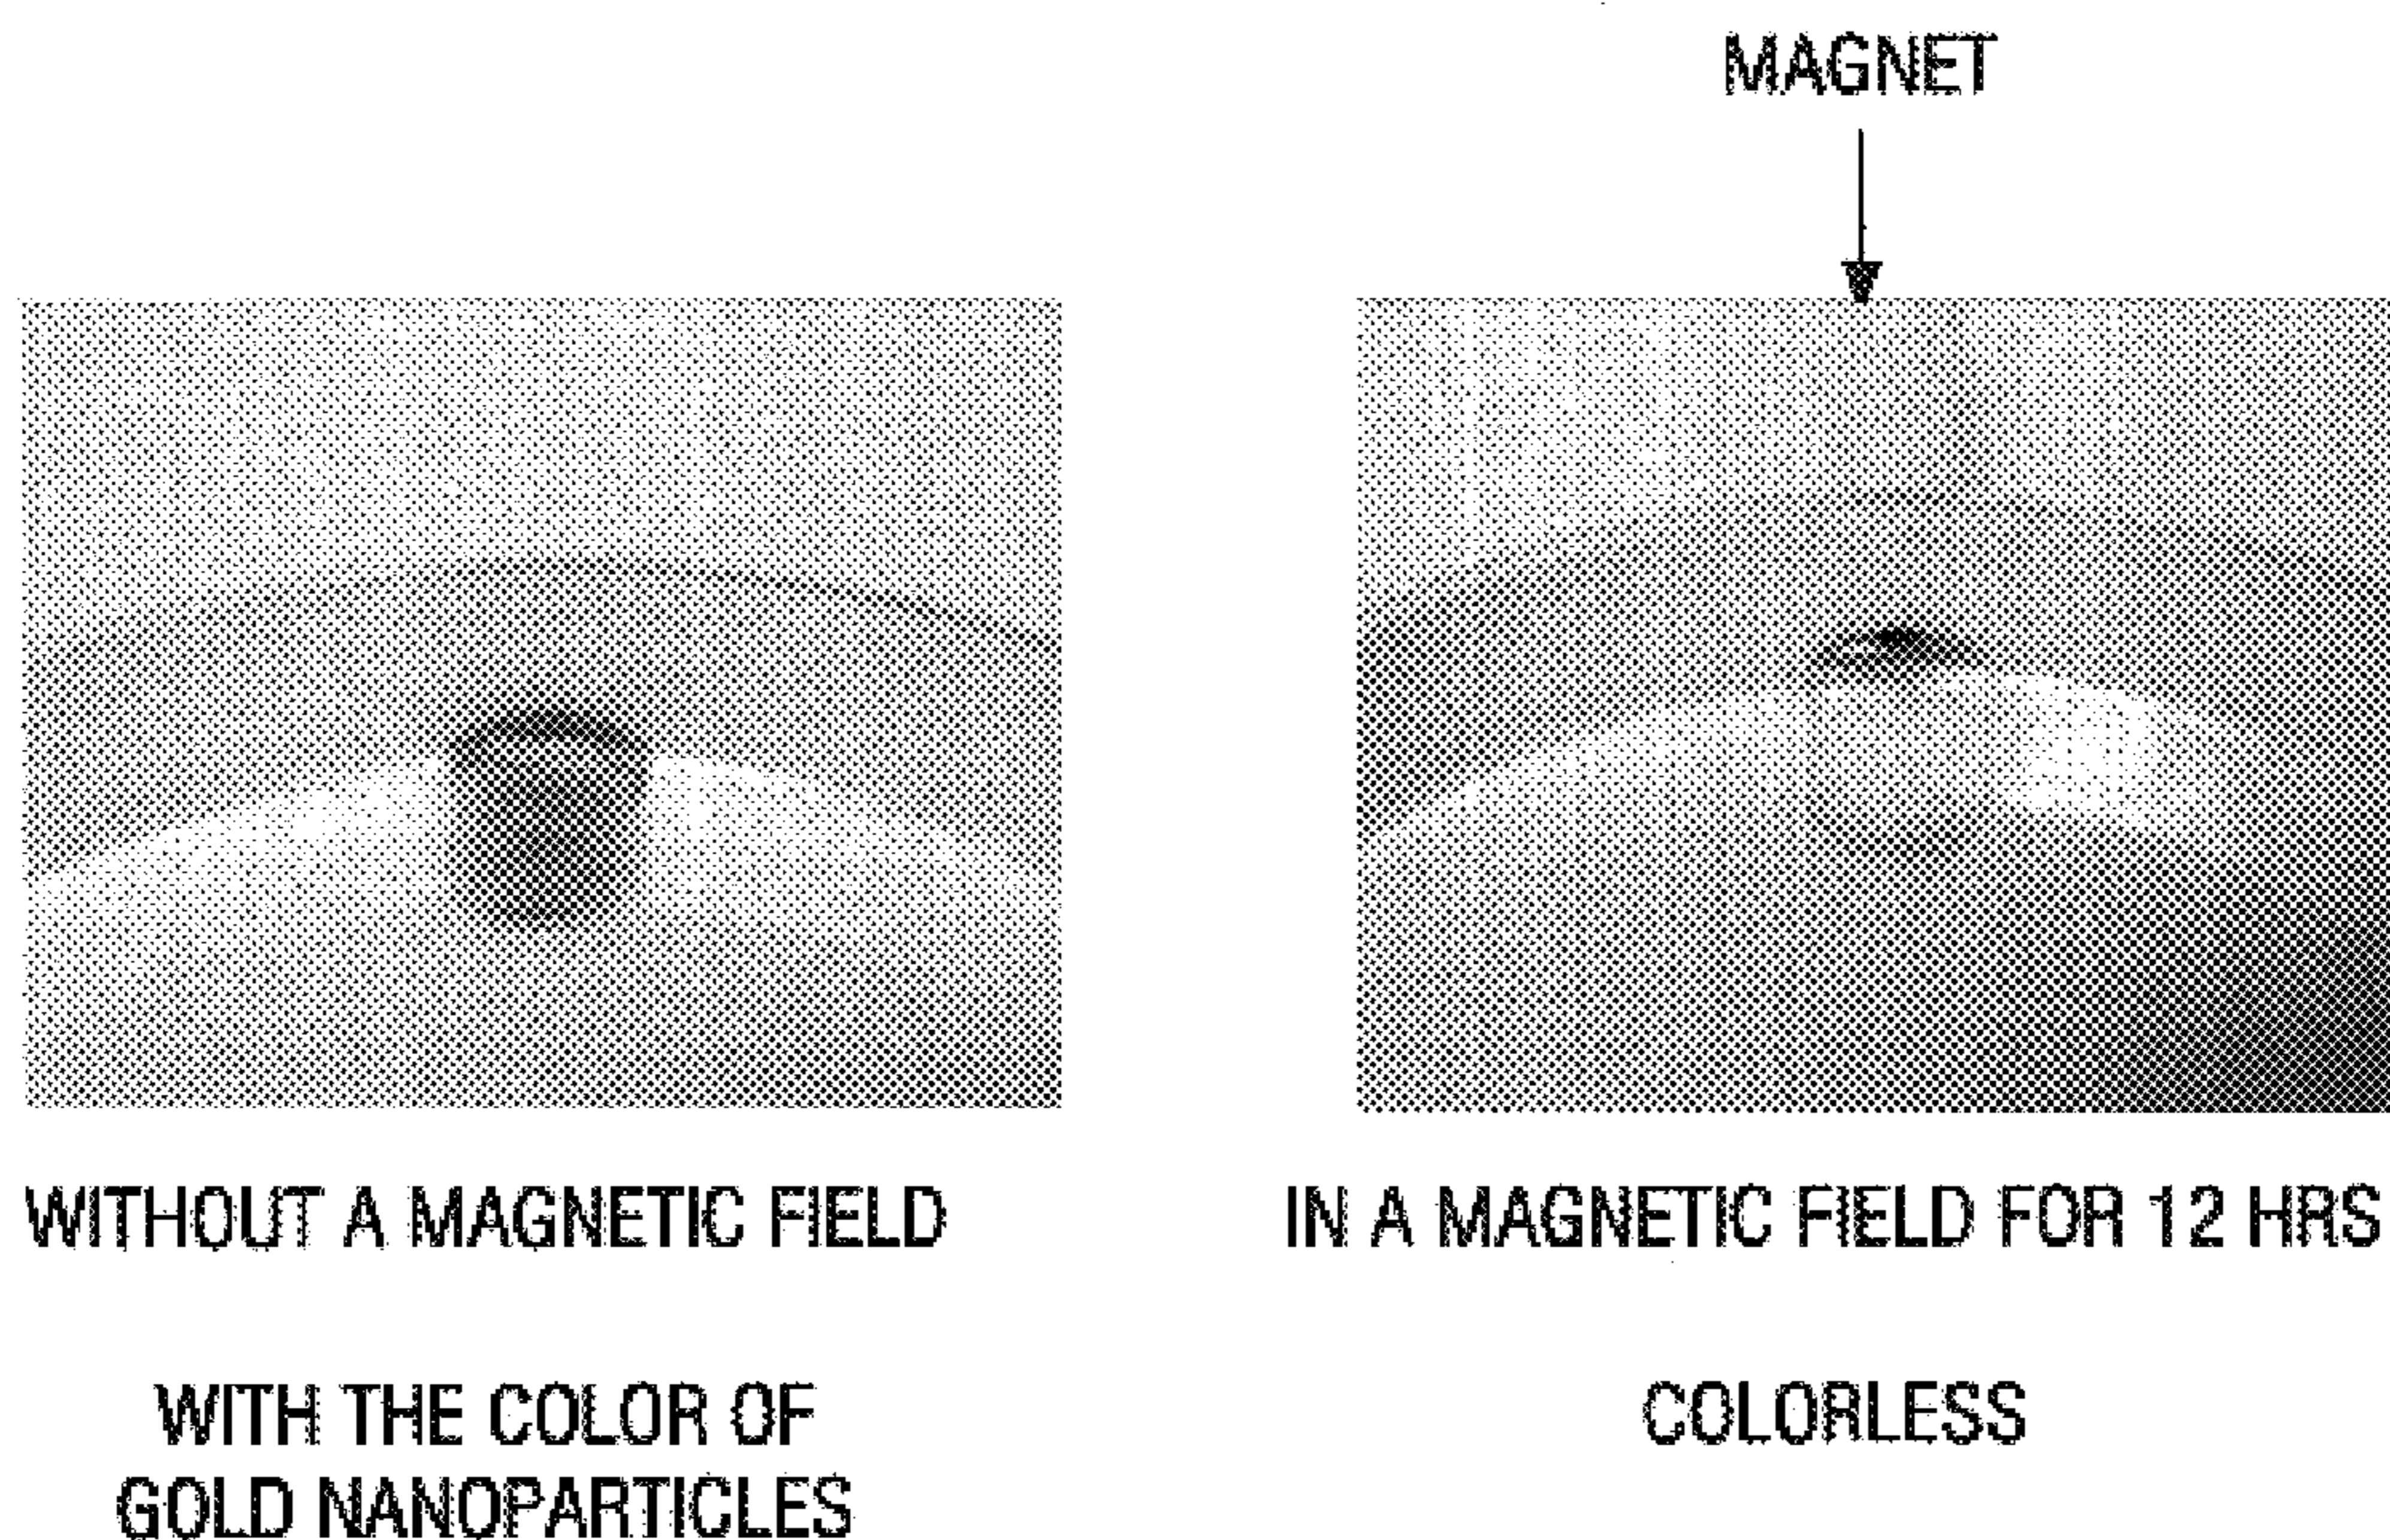 MAGNET
WITHOUT A MAGNETIC FIELD
IN A MAGNETIC FIELD FOR 12 HRS
WITH THE COLOR OF
GOLD NANOPARTICLES
COLORLESS